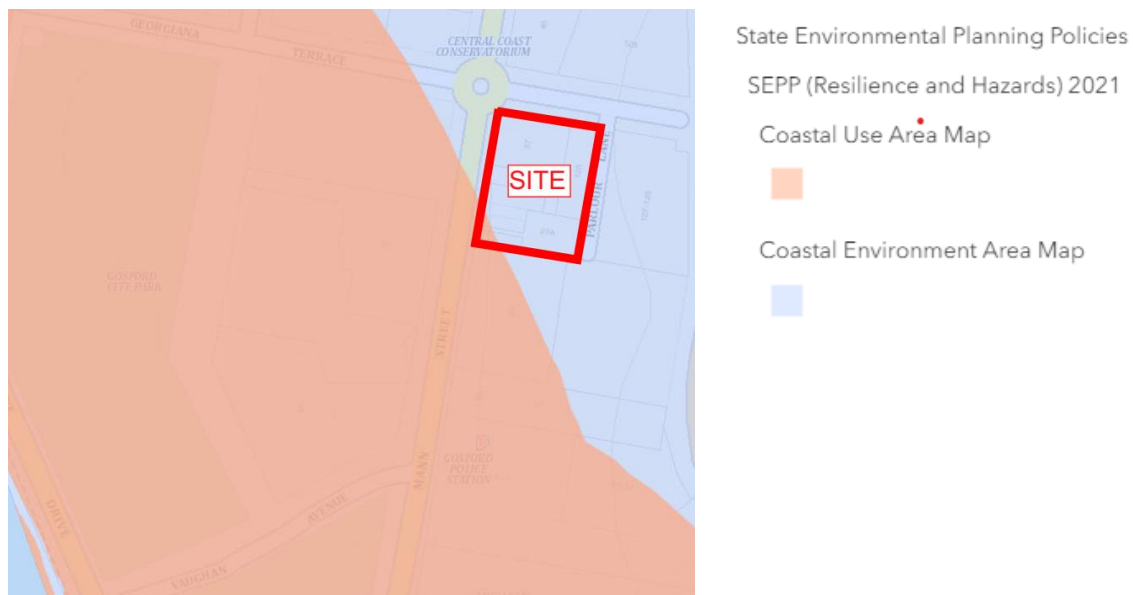 GEORGIANA
TERRACE
CENTRAL COAST
CONSERVATORIUM
SITE
PARLOUR LANE
GOSFORD
CITY PARK
MANN STREET
GOSFORD
POLICE
STATION
DRIVE
VAUGHAN AVENUE
State Environmental Planning Policies
SEPP (Resilience and Hazards) 2021
Coastal Use Area Map
Coastal Environment Area Map